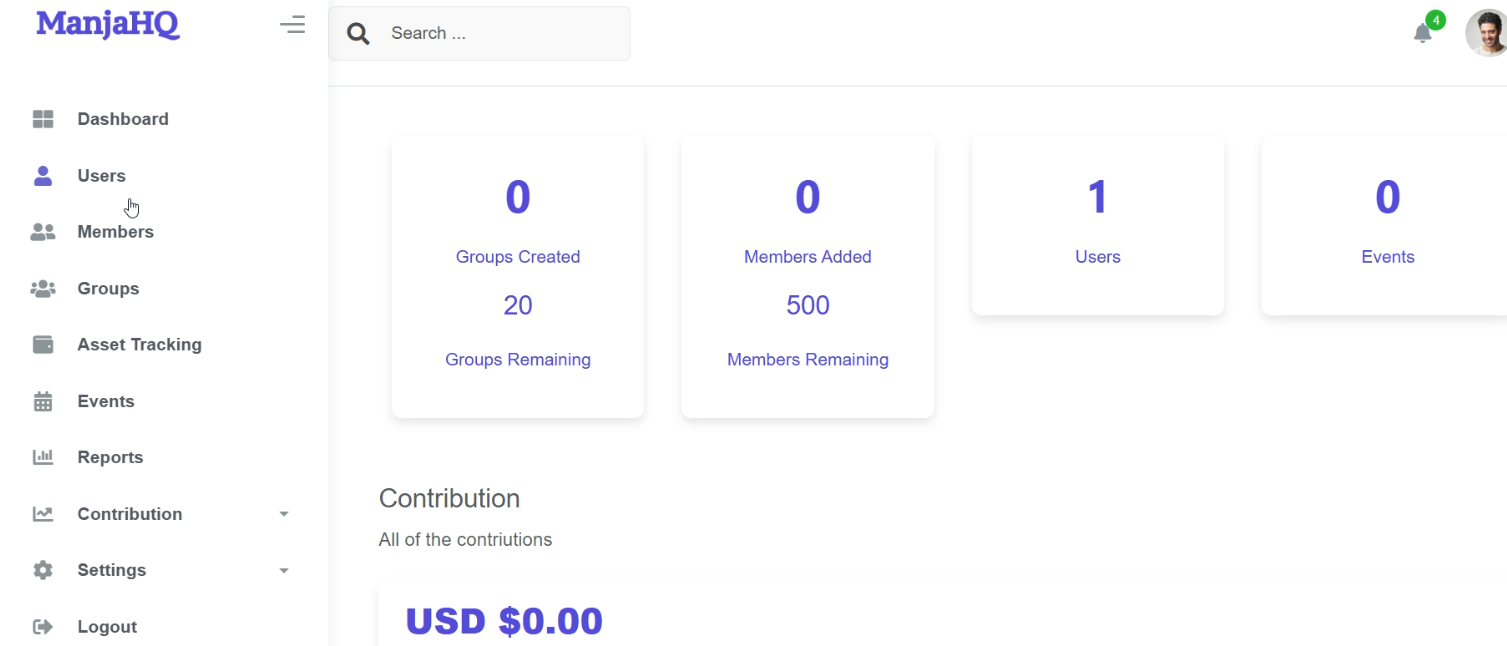 ManjaHQ
Search ...
4
Dashboard
Users
Members
Groups
Asset Tracking
Events
Reports
Contribution
Settings
Logout
0
Groups Created
20
Groups Remaining
0
Members Added
500
Members Remaining
1
Users
0
Events
Contribution
All of the contriutions
USD $0.00